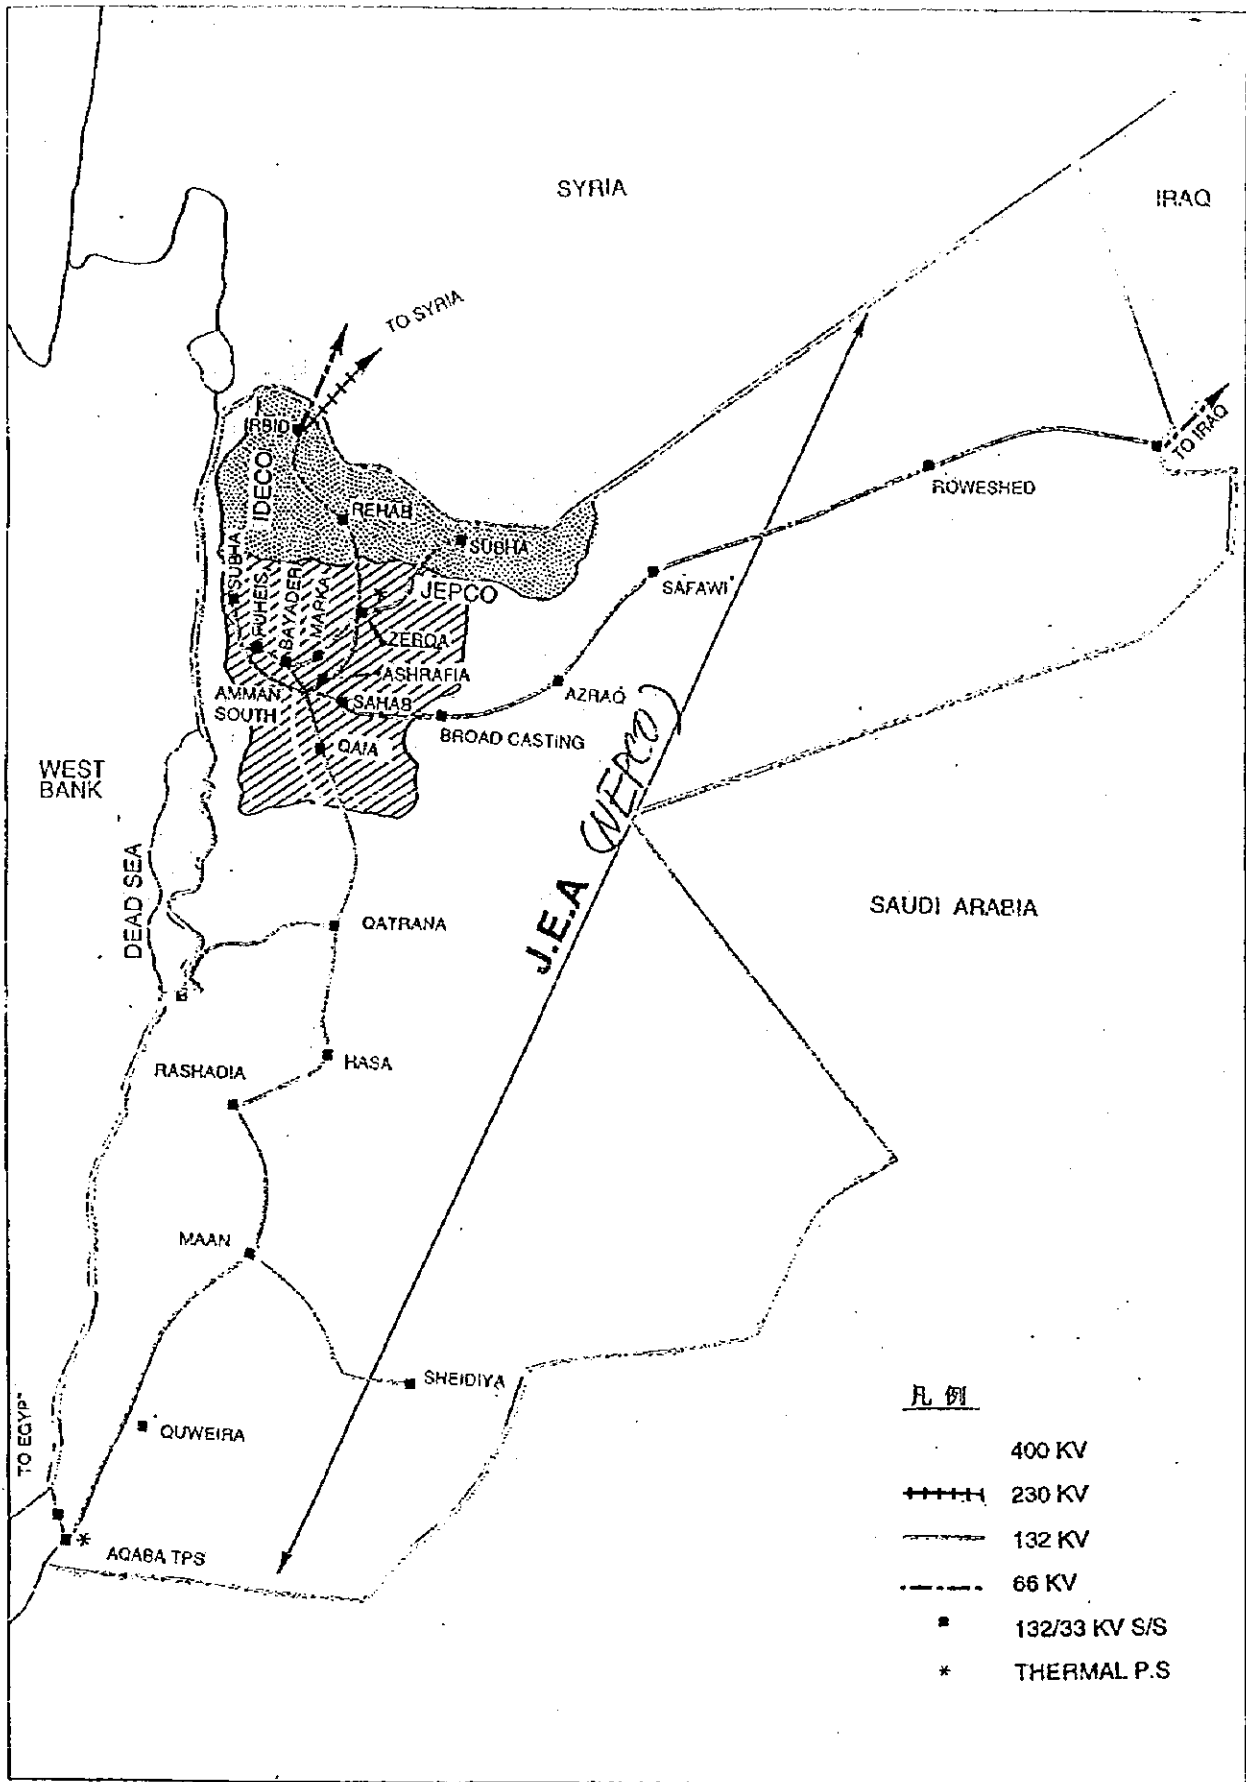 SYRIA
IRAQ
TO SYRIA
TO IRAQ
IRBID
IDECO
REHAB
SUBHA
ROWESHED
SUBHA
FUHEIS
BAYADER
MARKA
JEPCO
SAFAWI
ZERQA
ASHRAFIA
AMMAN
SOUTH
SAHAB
AZRAQ
BROAD CASTING
QAIA
WEST
BANK
J.E.A (NEPCO)
DEAD SEA
QATRANA
SAUDI ARABIA
HASA
RASHADIA
MAAN
SHEIDIYA
QUWEIRA
TO EGYPT
AQABA TPS
凡例
400 KV
230 KV
132 KV
66 KV
132/33 KV S/S
* THERMAL P.S